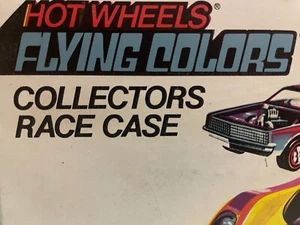 HOT WHEELS®
FLYING COLORS
COLLECTORS
RACE CASE